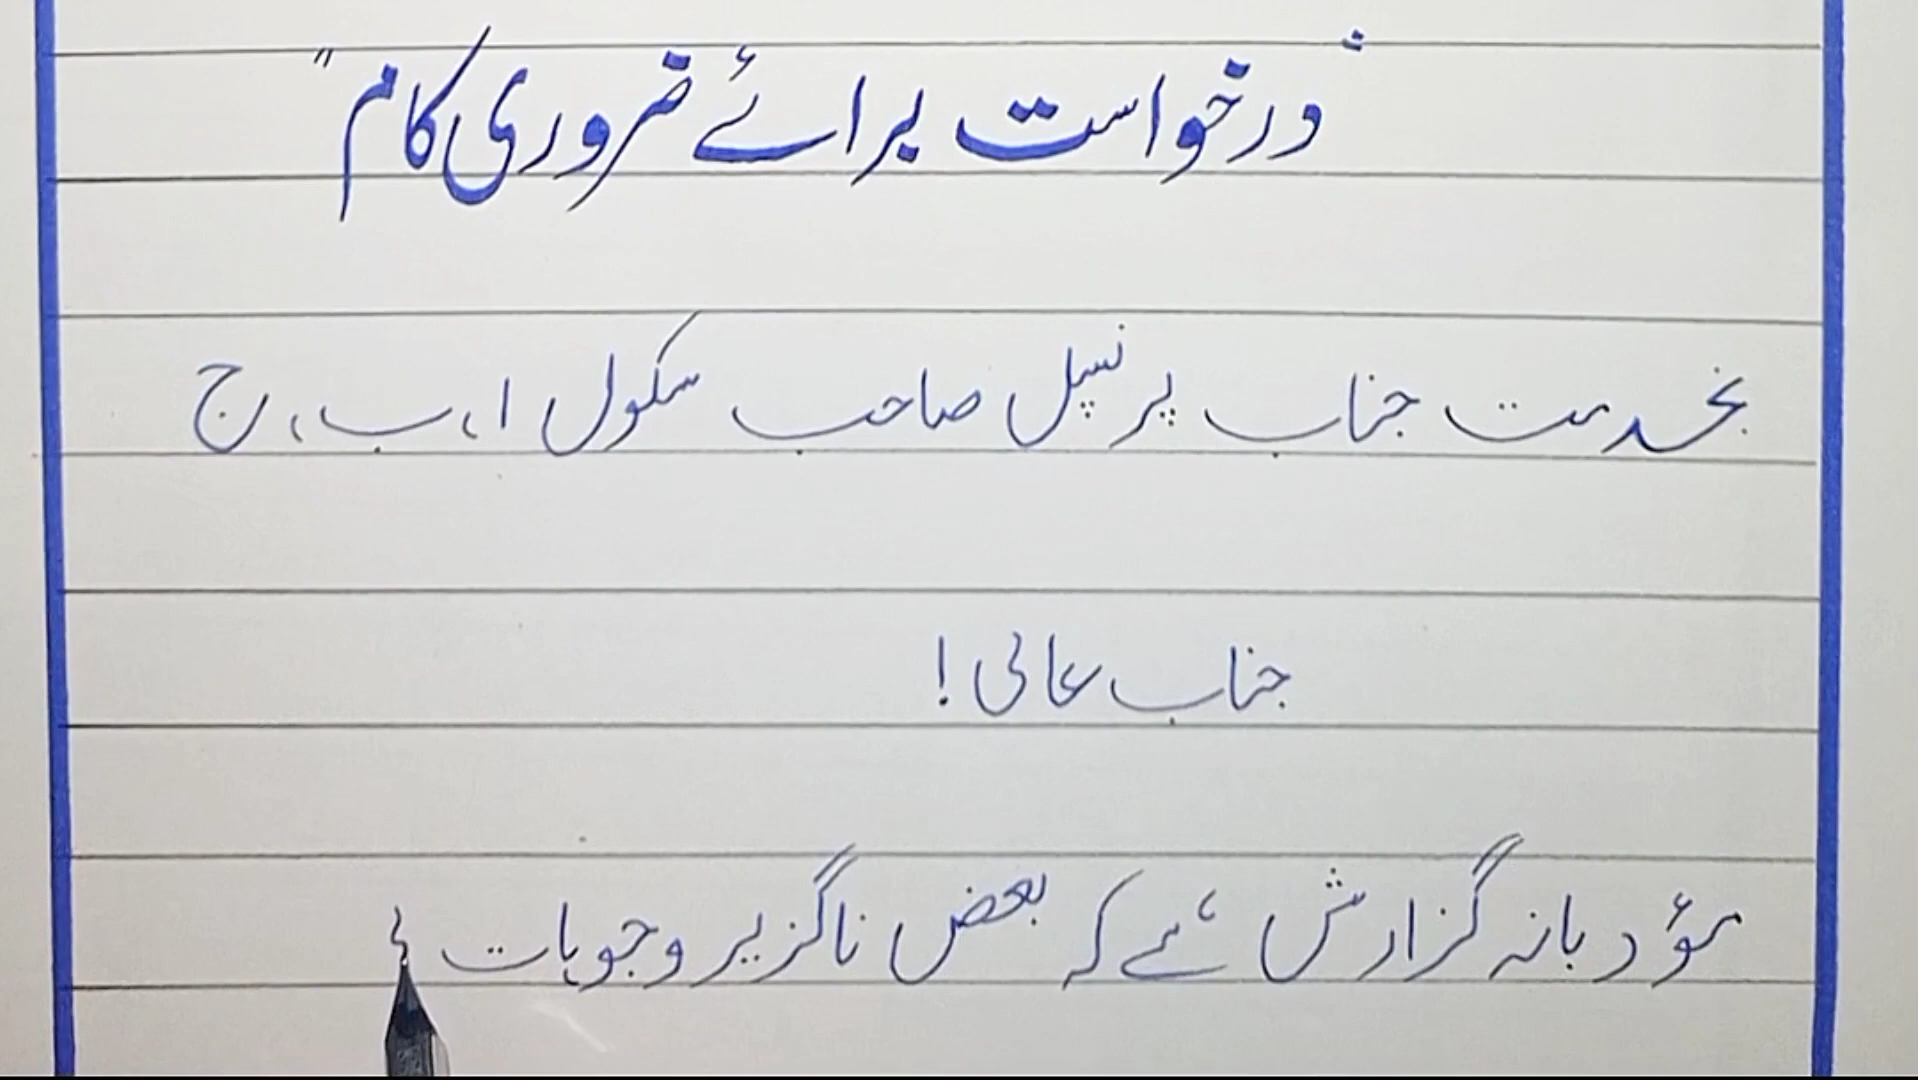 "درخواست برائے ضروری کام"
بخدمت جناب پرنسپل صاحب سکول ا، ب، ج
جناب عالی!
مؤدبانہ گزارش ہے کہ بعض ناگزیر وجوہات